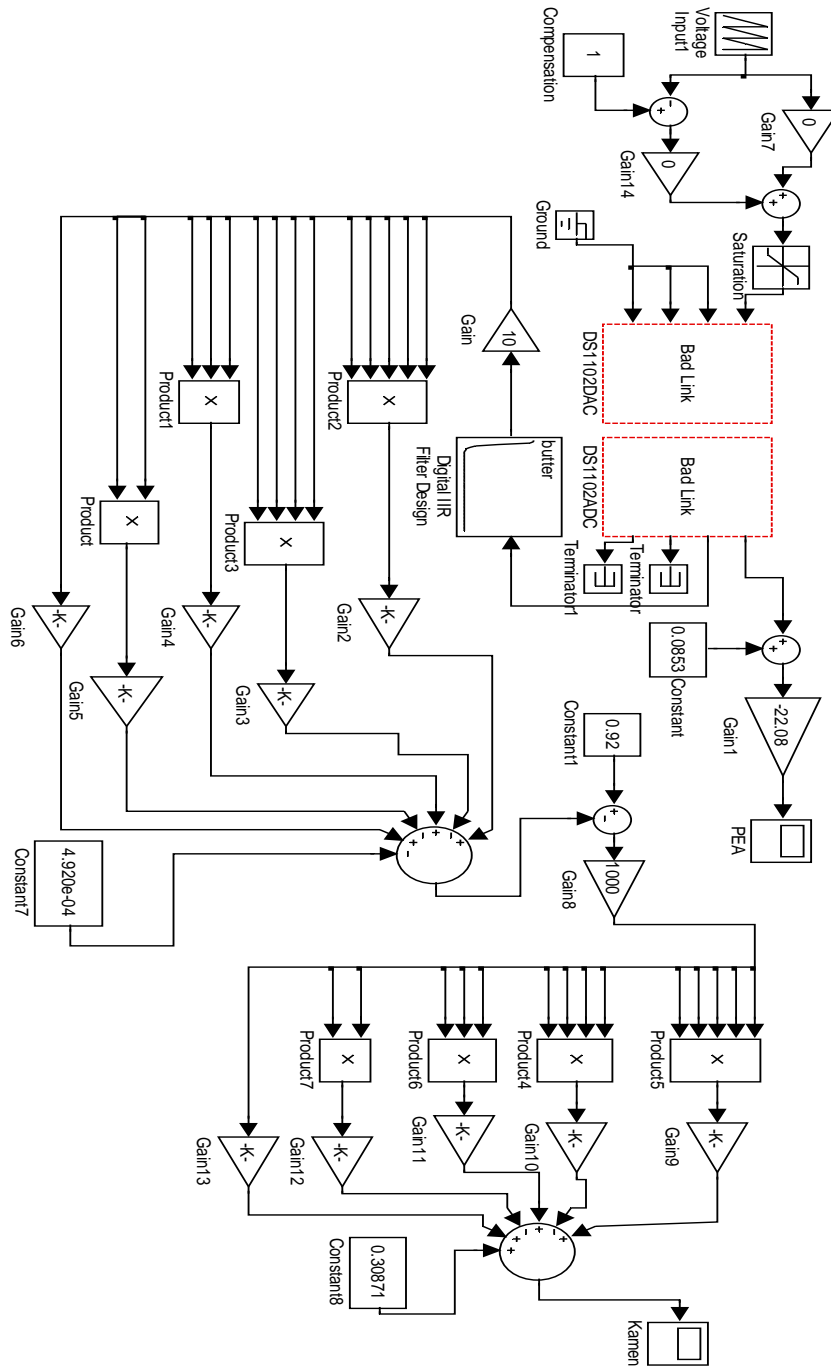 Voltage
Input1
0
Gain7
1
Compensation
-
+
0
Gain14
+
+
Saturation
Ground
Bad Link
DS1102DAC
Bad Link
DS1102ADC
Terminator
Terminator1
0.0853
Constant
+
+
-22.08
Gain1
PEA
10
Gain
butter
Digital IIR
Filter Design
X
Product2
X
Product3
X
Product1
X
Product
-K-
Gain2
-K-
Gain3
-K-
Gain4
-K-
Gain5
-K-
Gain6
+
-
+
-
+
-
4.920e-04
Constant7
0.92
Constant1
+
-
1000
Gain8
X
Product5
X
Product4
X
Product6
X
Product7
-K-
Gain9
-K-
Gain10
-K-
Gain11
-K-
Gain12
-K-
Gain13
+
-
+
-
+
+
0.30871
Constant8
Kamen